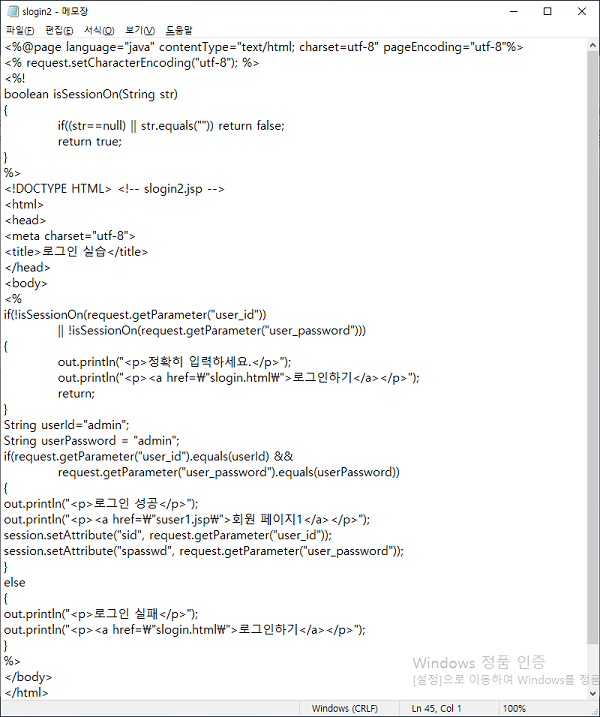 slogin2 - 메모장
파일(F) 편집(E) 서식(O) 보기(V) 도움말
<%@page language="java" contentType="text/html; charset=utf-8" pageEncoding="utf-8"%>
<% request.setCharacterEncoding("utf-8"); %>
<%!
boolean isSessionOn(String str)
{
if((str==null) || str.equals("")) return false;
return true;
}
%>
<!DOCTYPE HTML> <!-- slogin2.jsp -->
<html>
<head>
<meta charset="utf-8">
<title>로그인 실습</title>
</head>
<body>
<%
if(!isSessionOn(request.getParameter("user_id"))
|| !isSessionOn(request.getParameter("user_password")))
{
out.println("<p>정확히 입력하세요.</p>");
out.println("<p><a href=₩"slogin.html₩">로그인하기</a></p>");
return;
}
String userId="admin";
String userPassword = "admin";
if(request.getParameter("user_id").equals(userId) &&
request.getParameter("user_password").equals(userPassword))
{
out.println("<p>로그인 성공</p>");
out.println("<p><a href=₩"suser1.jsp₩">회원 페이지1</a></p>");
session.setAttribute("sid", request.getParameter("user_id"));
session.setAttribute("spasswd", request.getParameter("user_password"));
}
else
{
out.println("<p>로그인 실패</p>");
out.println("<p><a href=₩"slogin.html₩">로그인하기</a></p>");
}
%>
</body>
</html>
Windows 정품 인증
[설정]으로 이동하여 Windows를 정품
Windows (CRLF) Ln 45, Col 1 100%